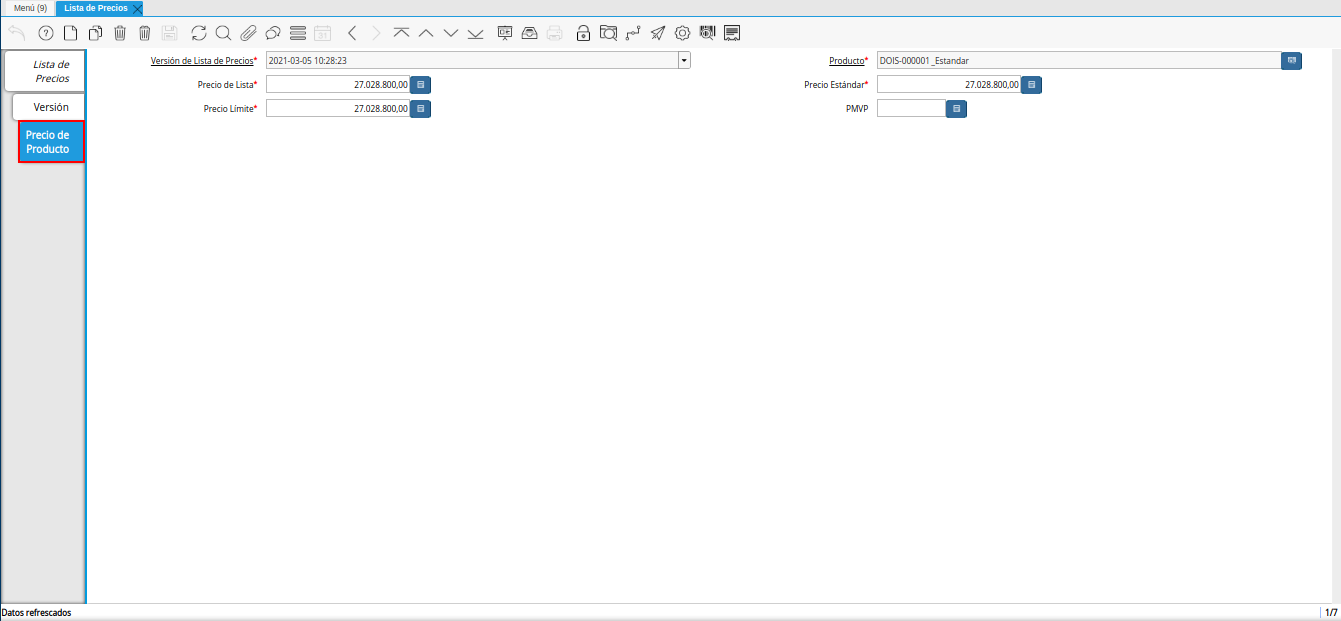 Menú (9)
Lista de Precios
31
Lista de
Precios
Versión
Precio de
Producto
Versión de Lista de Precios* 2021-03-05 10:28:23
Producto* DOIS-000001_Estandar
Precio de Lista* 27.028.800,00
Precio Estándar* 27.028.800,00
Precio Límite* 27.028.800,00
PMVP
Datos refrescados
1/7